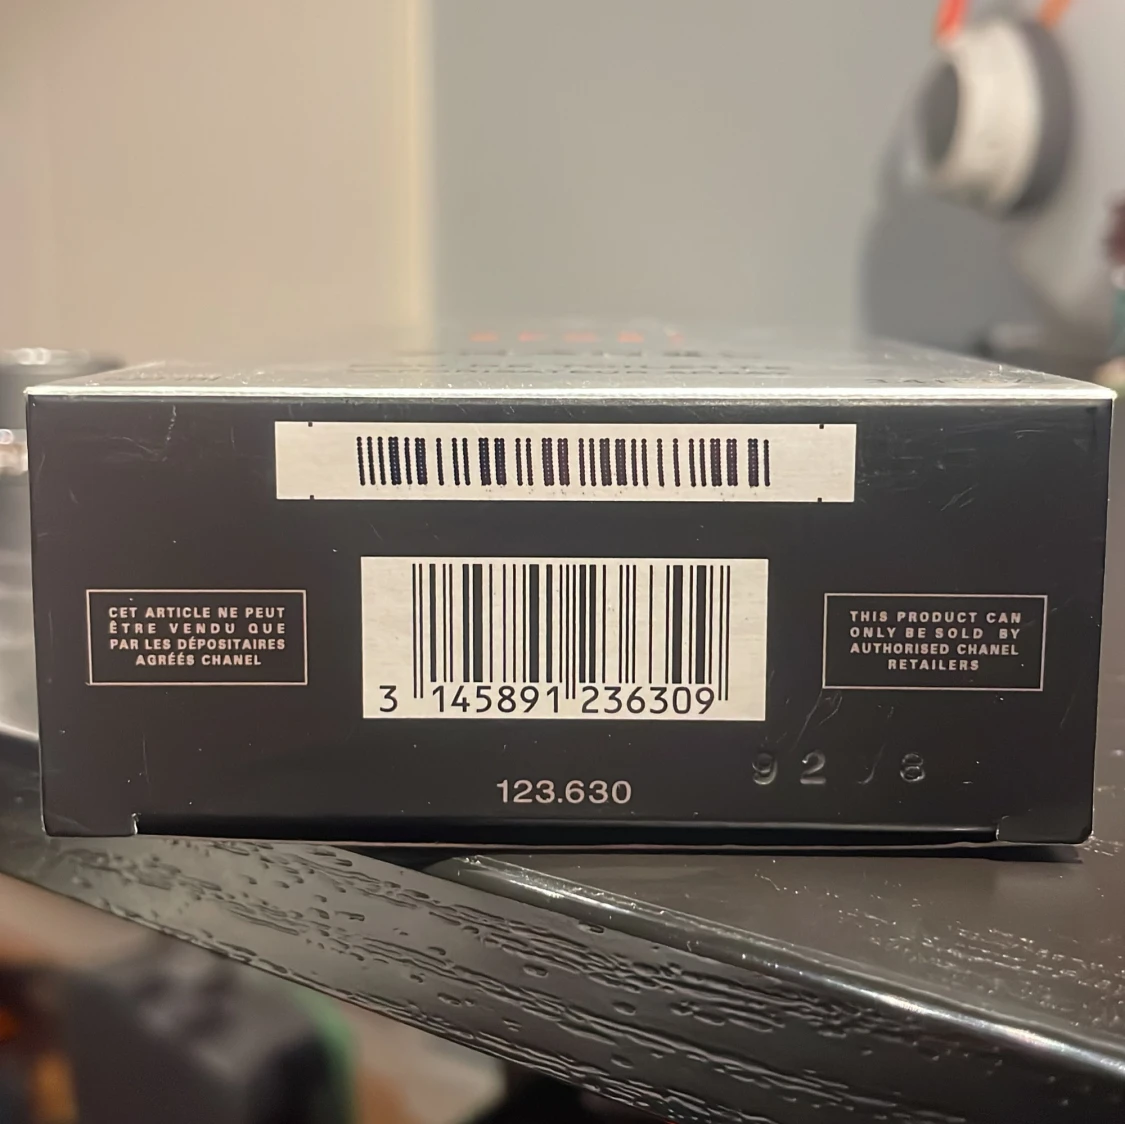 CET ARTICLE NE PEUT
ÊTRE VENDU QUE
PAR LES DÉPOSITAIRES
AGRÉÉS CHANEL
3 145891 236309
THIS PRODUCT CAN
ONLY BE SOLD BY
AUTHORISED CHANEL
RETAILERS
123.630